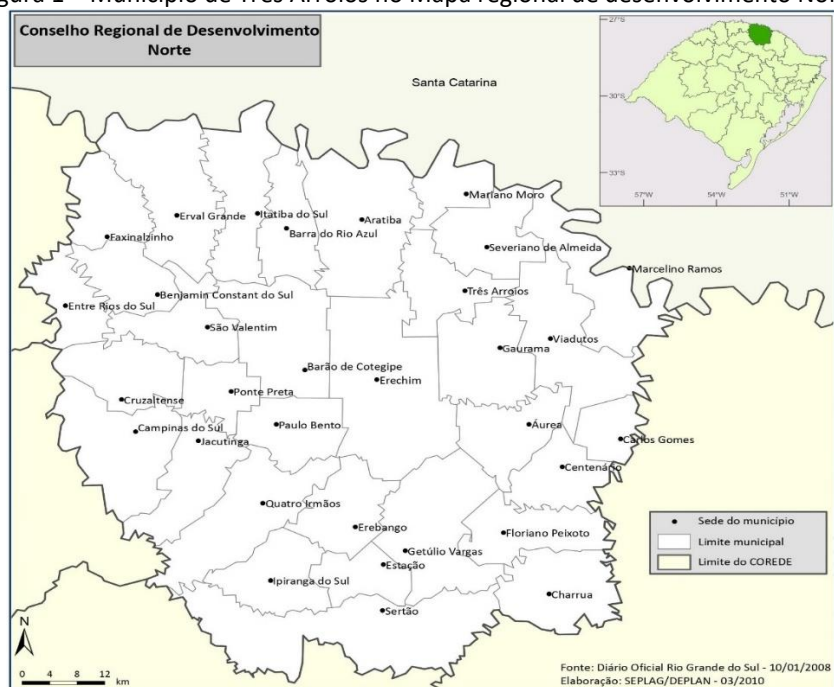 Figura 1 – Município de Três Arroios no Mapa regional de desenvolvimento Norte
Conselho Regional de Desenvolvimento
Norte
Santa Catarina
27°S
30°S
33°S
57°W
54°W
51°W
Mariano Moro
Erval Grande
Itatiba do Sul
Aratiba
Barra do Rio Azul
Faxinalzinho
Severiano de Almeida
Marcelino Ramos
Três Arroios
Benjamin Constant do Sul
Entre Rios do Sul
São Valentim
Viadutos
Gaurama
Barão de Cotegipe
Erechim
Ponte Preta
Cruzaltense
Paulo Bento
Áurea
Campinas do Sul
Jacutinga
Carlos Gomes
Centenário
Quatro Irmãos
Erebango
Floriano Peixoto
Getúlio Vargas
Estação
Ipiranga do Sul
Charrua
Sertão
Sede do município
Limite municipal
Limite do COREDE
N
0 4 8 12
km
Fonte: Diário Oficial Rio Grande do Sul - 10/01/2008
Elaboração: SEPLAG/DEPLAN - 03/2010